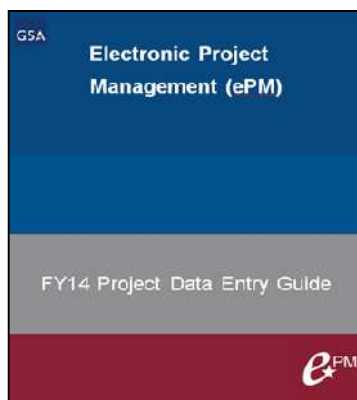 GSA
Electronic Project
Management (ePM)
FY14 Project Data Entry Guide
ePM